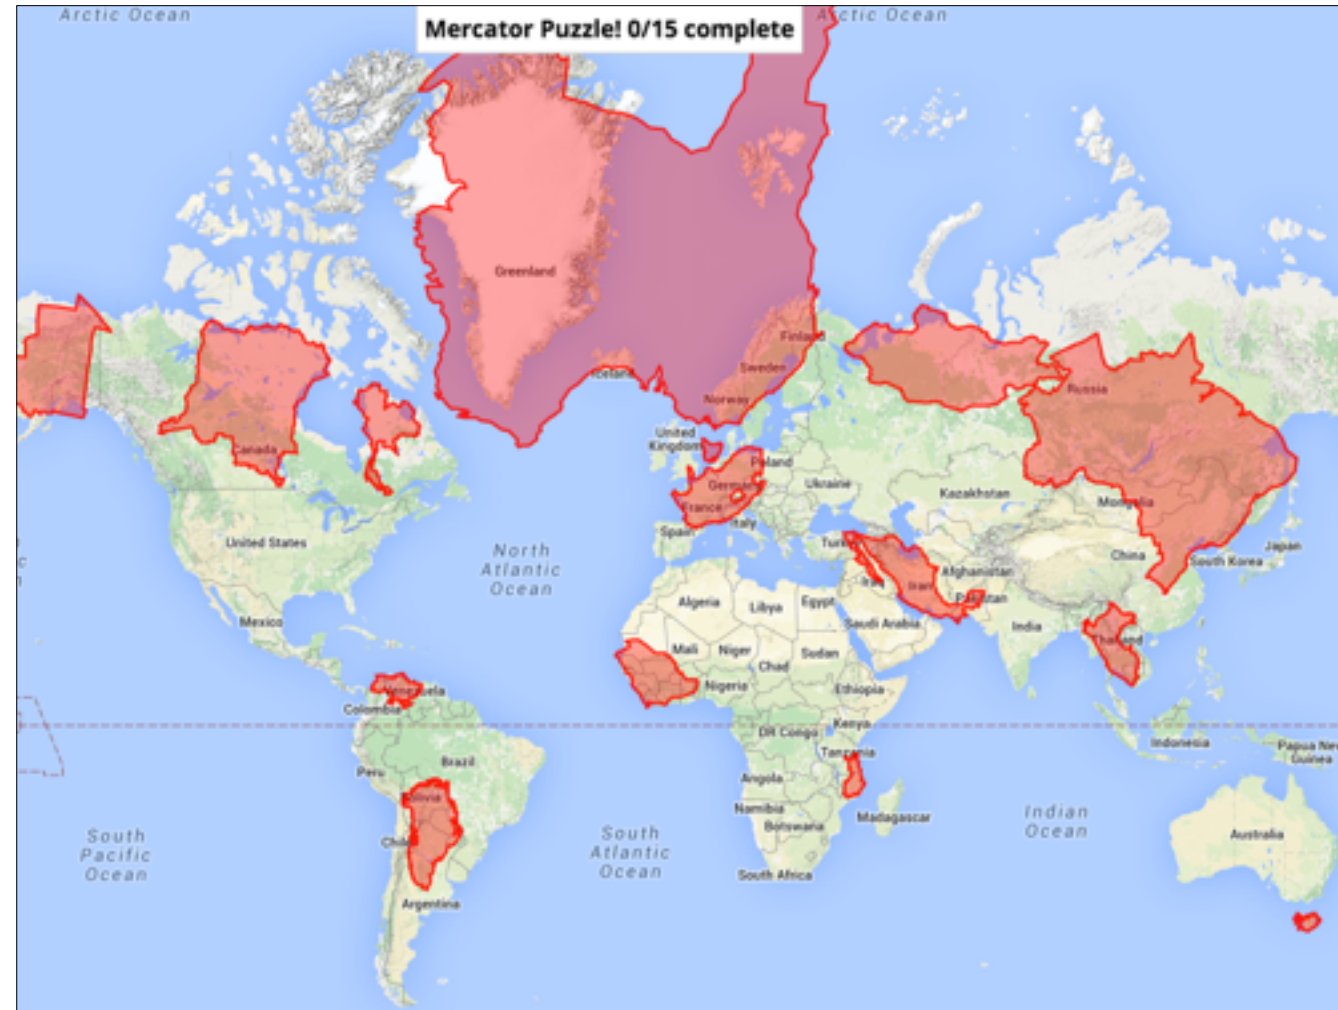 Arctic Ocean
Mercator Puzzle! 0/15 complete
Arctic Ocean
Greenland
Finland
Iceland
Sweden
Norway
Russia
United
Kingdom
Canada
Poland
Germany
Ukraine
Kazakhstan
Mongolia
France
Italy
Spain
United States
North
Atlantic
Ocean
China
South Korea
Japan
Afghanistan
Iraq
Iran
Pakistan
Algeria
Libya
Egypt
Mexico
Saudi Arabia
India
Thailand
Mali
Niger
Sudan
Chad
Nigeria
Ethiopia
Venezuela
Colombia
Kenya
DR Congo
Tanzania
Indonesia
Papua New
Guinea
Brazil
Peru
Angola
Bolivia
Namibia
Botswana
Madagascar
Indian
Ocean
South
Pacific
Ocean
Chile
South
Atlantic
Ocean
Australia
South Africa
Argentina